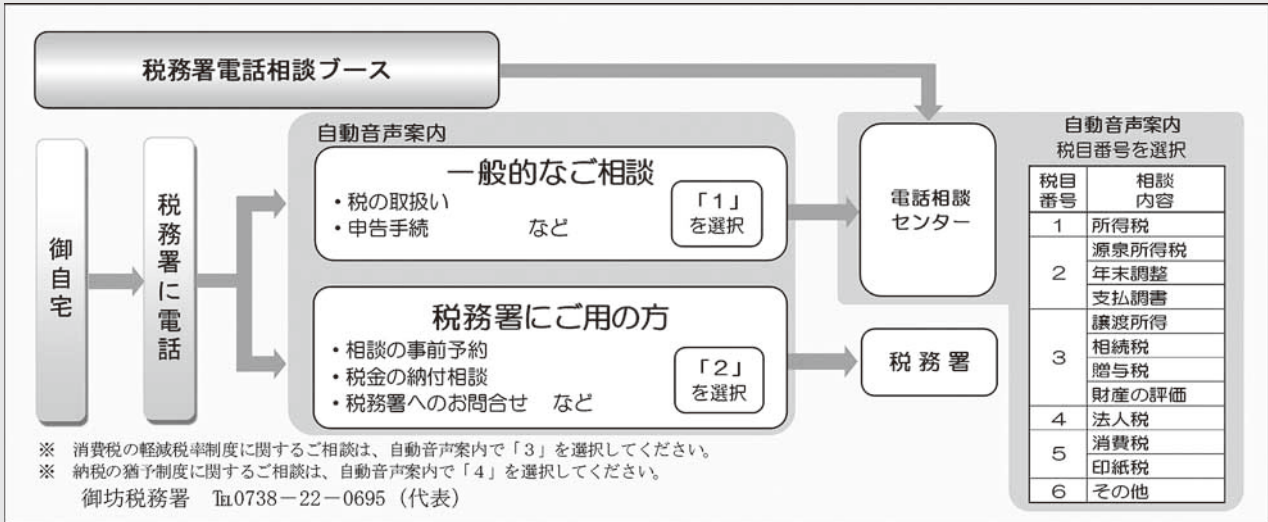 税務署電話相談ブース
御自宅
税務署に電話
自動音声案内
一般的なご相談
・税の取扱い
・申告手続　など
「1」
を選択
税務署にご用の方
・相談の事前予約
・税金の納付相談
・税務署へのお問合せ　など
「2」
を選択
電話相談
センター
税務署
自動音声案内
税目番号を選択
税目番号 相談内容
1 所得税
2 源泉所得税
年末調整
支払調書
3 譲渡所得
相続税
贈与税
財産の評価
4 法人税
5 消費税
印紙税
6 その他
※　消費税の軽減税率制度に関するご相談は、自動音声案内で「3」を選択してください。
※　納税の猶予制度に関するご相談は、自動音声案内で「4」を選択してください。
御坊税務署　℡0738－22－0695（代表）